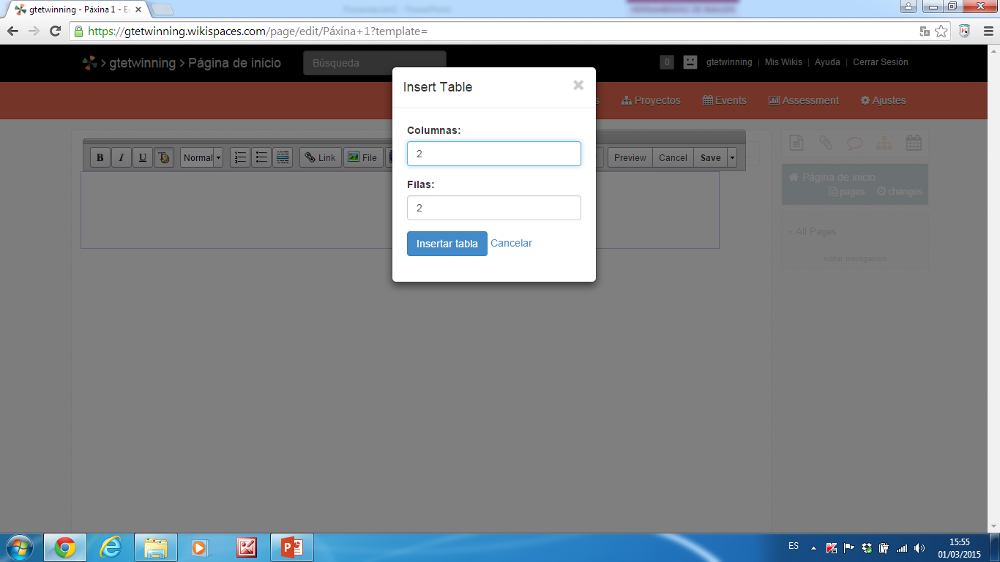 gtetwinning - Páxina 1 - E
https://gtetwinning.wikispaces.com/page/edit/Páxina+1?template=
> gtetwinning > Página de inicio
Búsqueda
0
gtetwinning | Mis Wikis | Ayuda | Cerrar Sesión
s
Proyectos
Events
Assessment
Ajustes
Insert Table
×
Columnas:
2
Filas:
2
Insertar tabla Cancelar
B I U T Normal Link File
Preview Cancel Save
Página de inicio
pages changes
All Pages
editar navegación
ES
15:55
01/03/2015